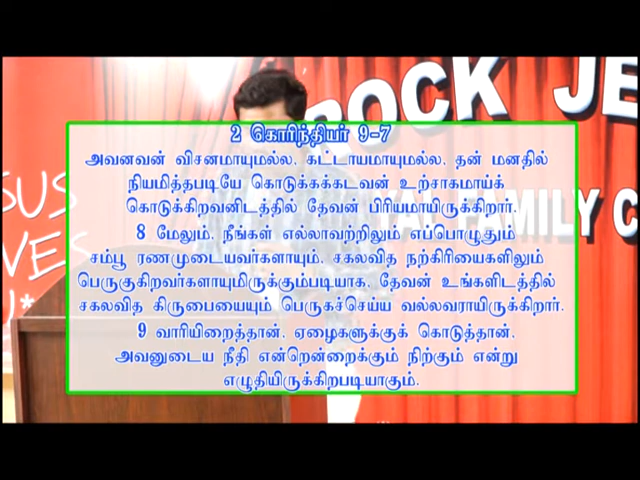 ROCK JE
2 கொரிந்தியர் 9-7
அவனவன் விசனமாயுமல்ல. கட்டாயமாயுமல்ல. தன் மனதில்
நியமித்தபடியே கொடுக்கக்கடவன் உற்சாகமாய்க்
கொடுக்கிறவனிடத்தில் தேவன் பிரியமாயிருக்கிறார்.
8 மேலும். நீங்கள் எல்லாவற்றிலும் எப்பொழுதும்
சம்பூ ரணமுடையவர்களாயும். சகலவித நற்கிரியைகளிலும்
பெருகுகிறவர்களாயுமிருக்கும்படியாக. தேவன் உங்களிடத்தில்
சகலவித கிருபையையும் பெருகச்செய்ய வல்லவராயிருக்கிறார்.
9 வாரியிறைத்தான். ஏழைகளுக்குக் கொடுத்தான்.
அவனுடைய நீதி என்றென்றைக்கும் நிற்கும் என்று
எழுதியிருக்கிறபடியாகும்.
FAMILY C
SUS
VES
U*